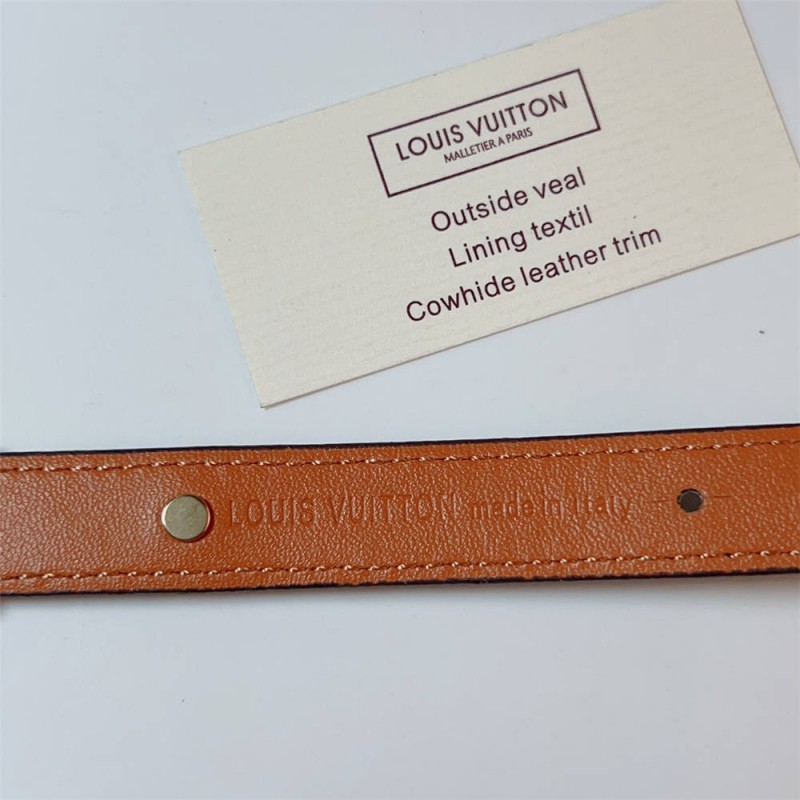 LOUIS VUITTON
MALLETIER A PARIS
Outside veal
Lining textil
Cowhide leather trim
LOUIS VUITTON made in Italy